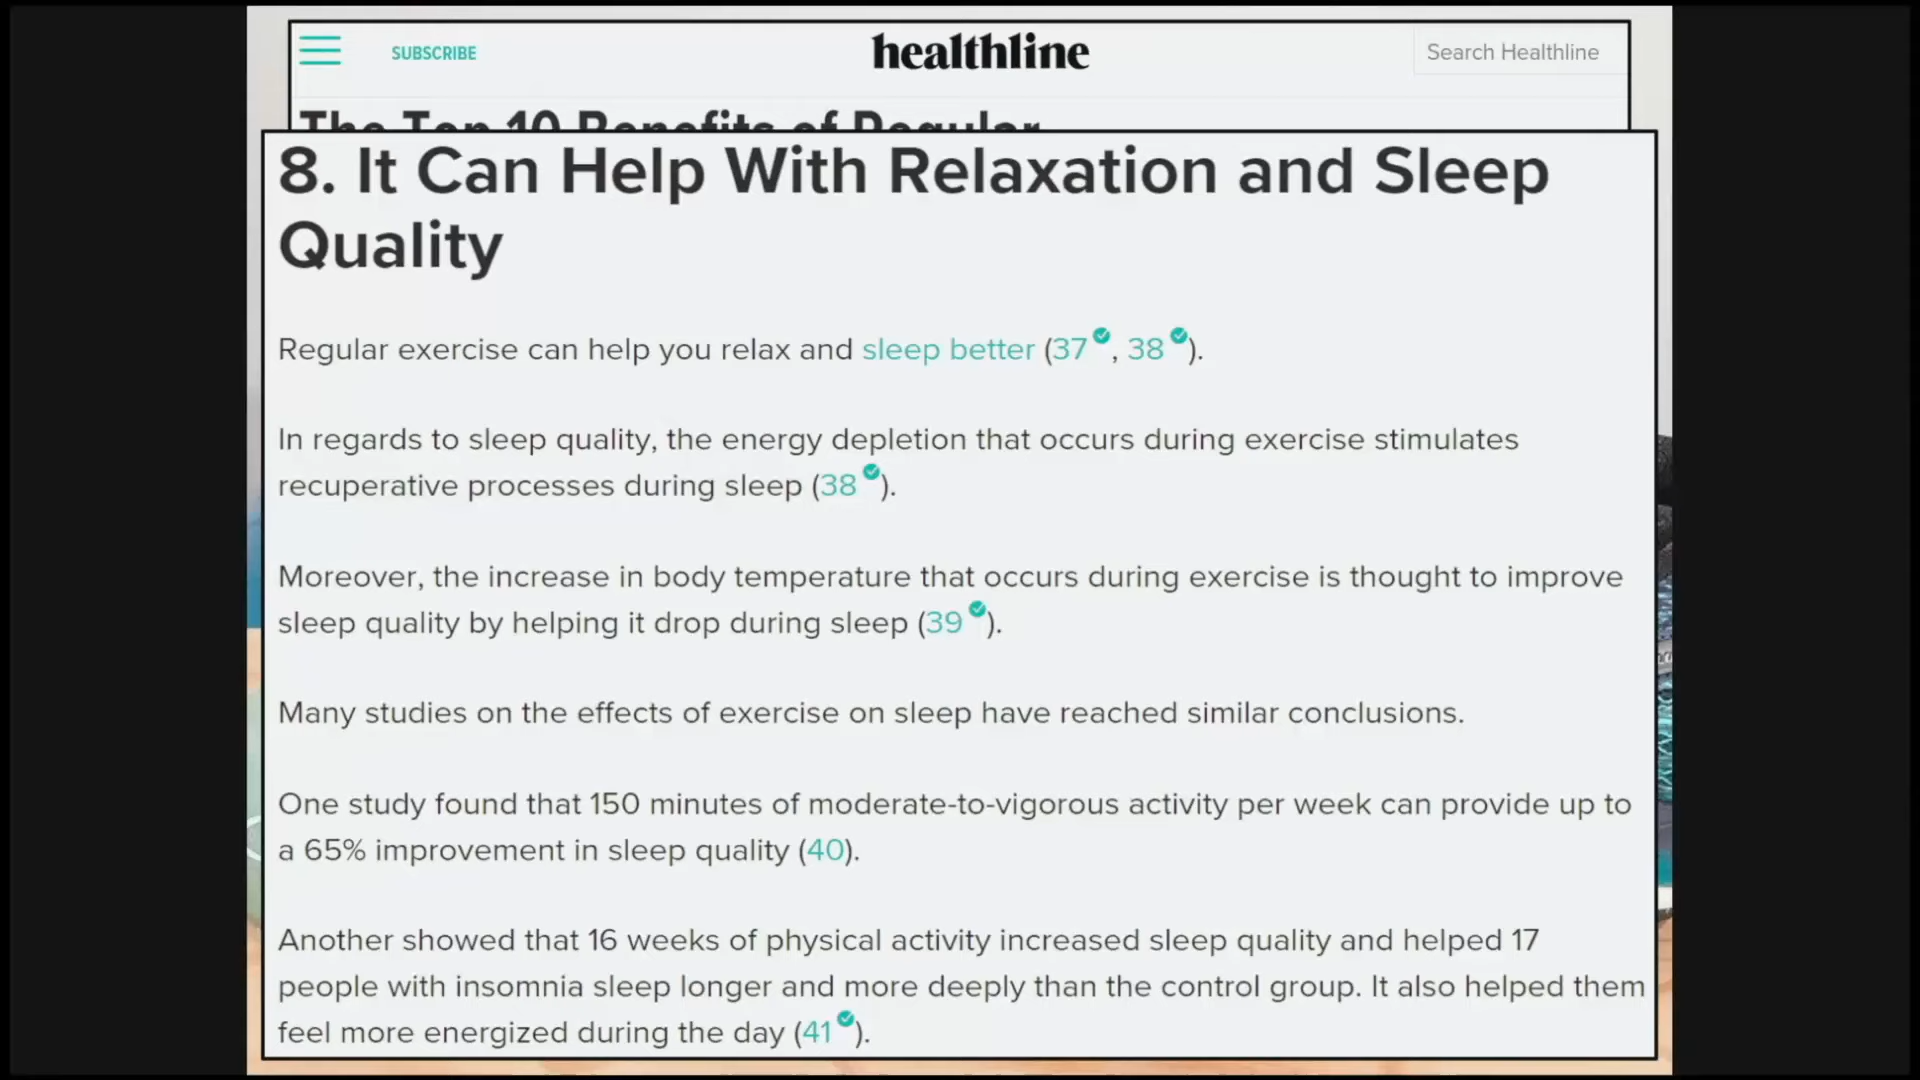 SUBSCRIBE
healthline
Search Healthline
The Top 10 Benefits of Regular
8. It Can Help With Relaxation and Sleep
Quality
Regular exercise can help you relax and sleep better (37, 38).
In regards to sleep quality, the energy depletion that occurs during exercise stimulates
recuperative processes during sleep (38).
Moreover, the increase in body temperature that occurs during exercise is thought to improve
sleep quality by helping it drop during sleep (39).
Many studies on the effects of exercise on sleep have reached similar conclusions.
One study found that 150 minutes of moderate-to-vigorous activity per week can provide up to
a 65% improvement in sleep quality (40).
Another showed that 16 weeks of physical activity increased sleep quality and helped 17
people with insomnia sleep longer and more deeply than the control group. It also helped them
feel more energized during the day (41).